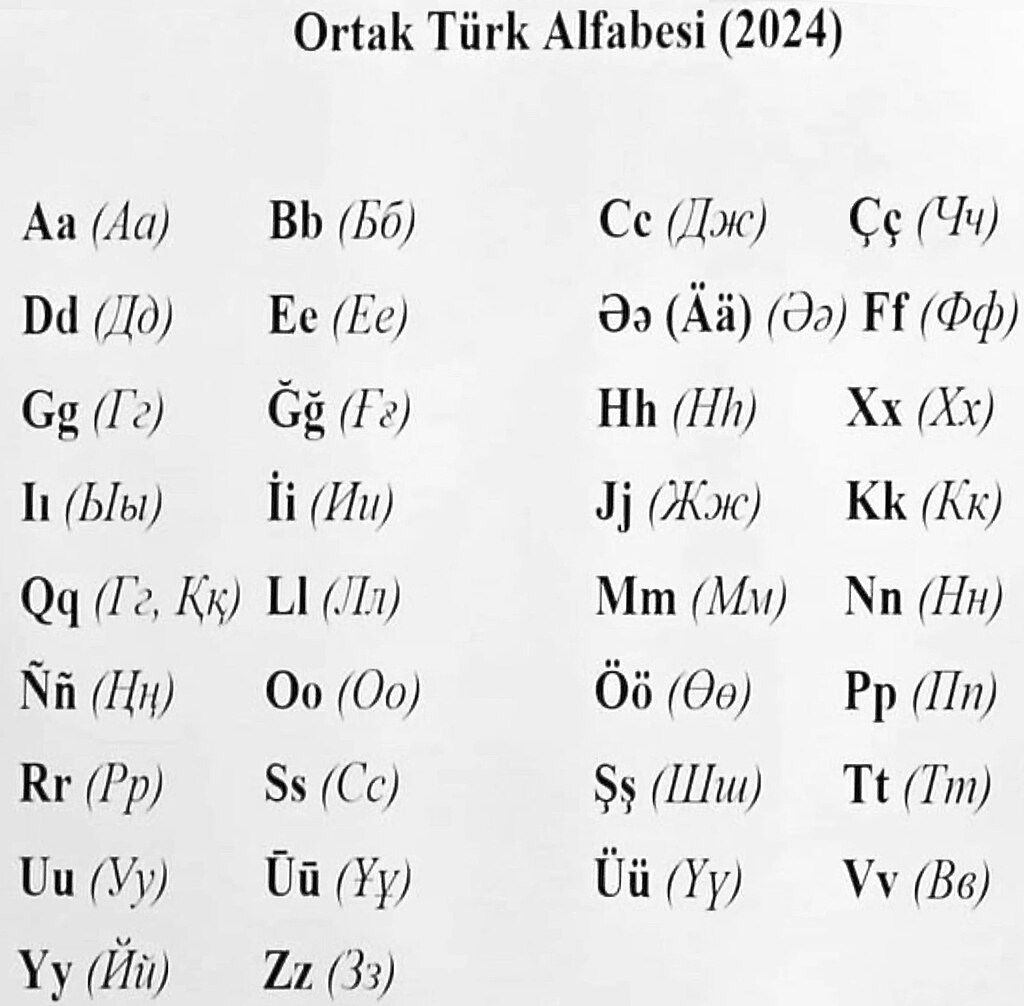 Ortak Türk Alfabesi (2024)
Aa (Аа) Bb (Бб) Cc (Дж) Çç (Чч)
Dd (Дд) Ee (Ее) Əə (Ää) (Әә) Ff (Фф)
Gg (Гг) Ğğ (Ғғ) Hh (Hh) Xx (Хх)
Iı (Ыы) İi (Ии) Jj (Жж) Kk (Кк)
Qq (Гг, Ққ) Ll (Лл) Mm (Мм) Nn (Нн)
Ññ (Ңң) Oo (Оо) Öö (Өө) Pp (Пп)
Rr (Рр) Ss (Сс) Şş (Шш) Tt (Тт)
Uu (Уу) Ūū (Ұұ) Üü (Үү) Vv (Вв)
Yy (Йй) Zz (Зз)